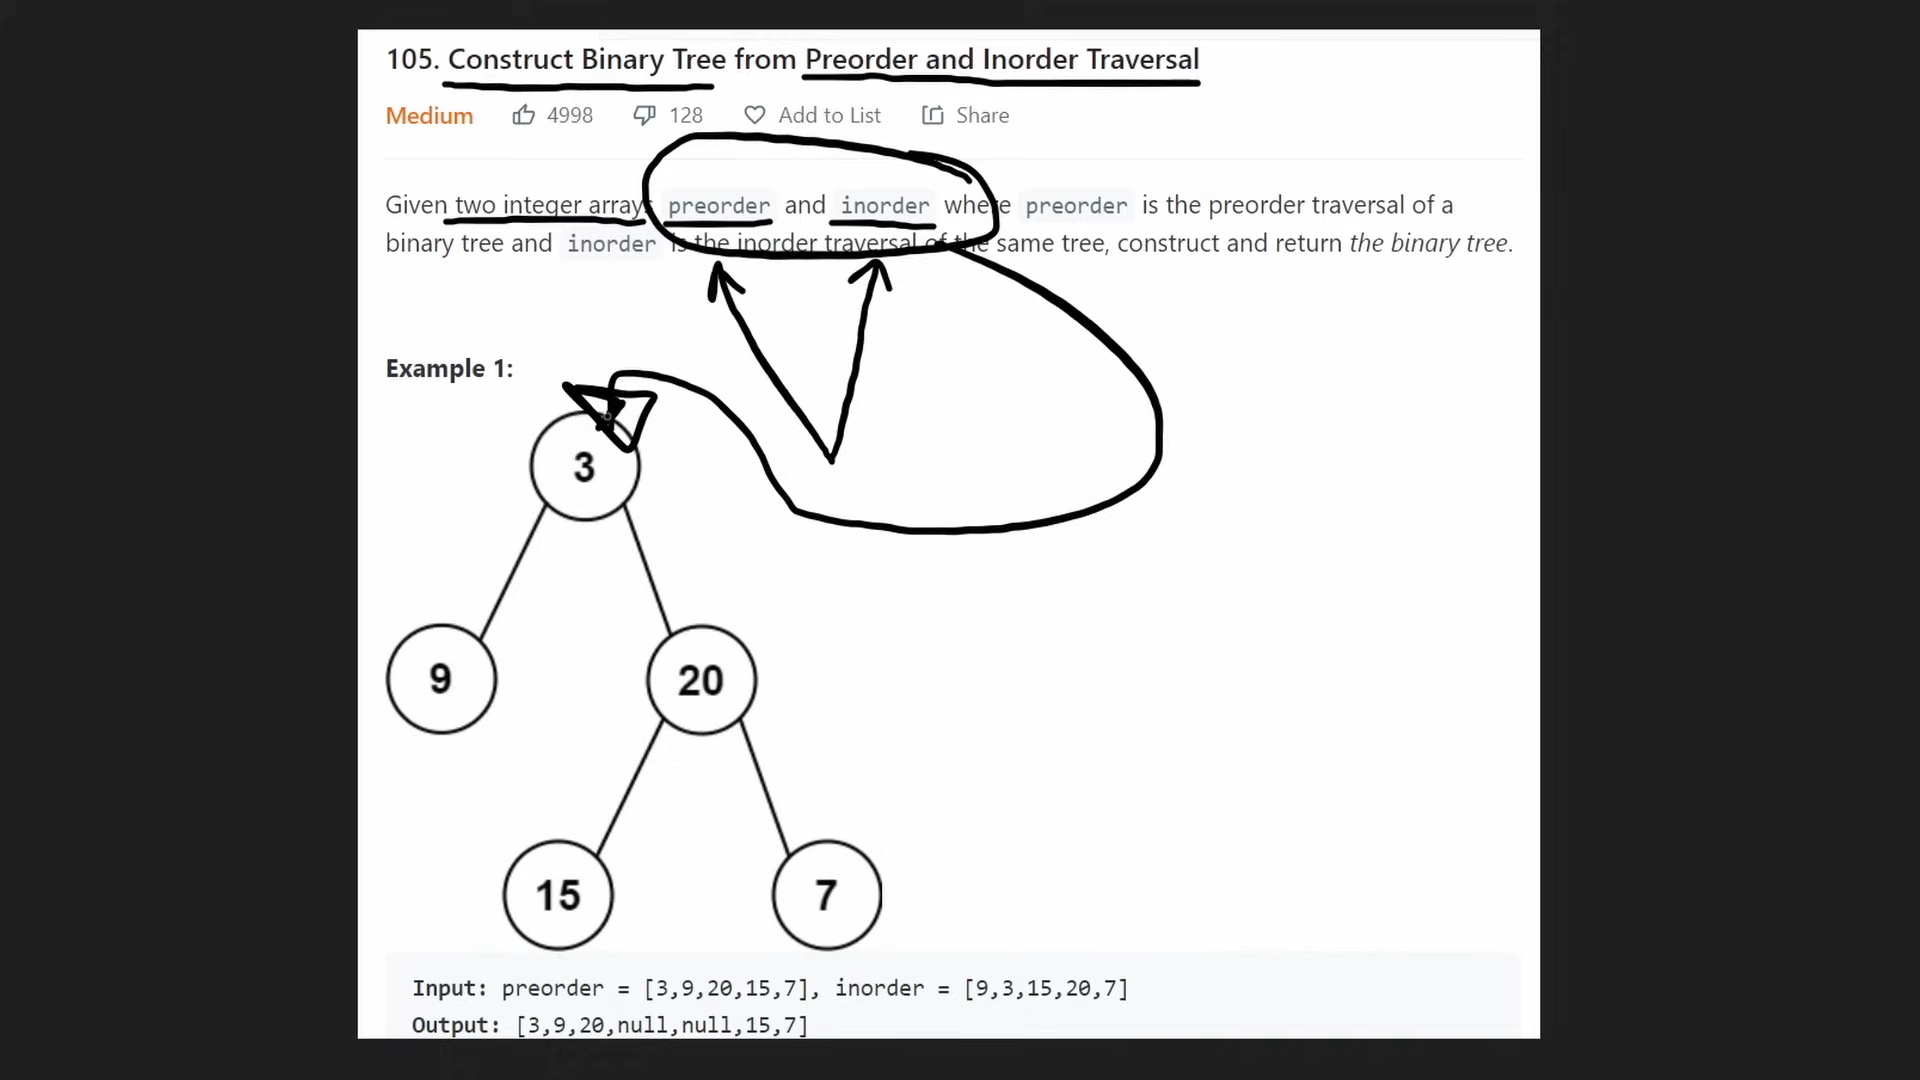 105. Construct Binary Tree from Preorder and Inorder Traversal
Medium 4998 128 Add to List Share
Given two integer arrays preorder and inorder where preorder is the preorder traversal of a
binary tree and inorder is the inorder traversal of the same tree, construct and return the binary tree.
Example 1:
3
9 20
15 7
Input: preorder = [3,9,20,15,7], inorder = [9,3,15,20,7]
Output: [3,9,20,null,null,15,7]